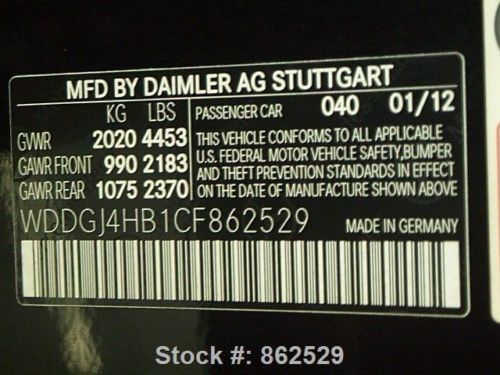 MFD BY DAIMLER AG STUTTGART
KG LBS PASSENGER CAR 040 01/12
GVWR 2020 4453 THIS VEHICLE CONFORMS TO ALL APPLICABLE
GAWR FRONT 990 2183 U.S. FEDERAL MOTOR VEHICLE SAFETY,BUMPER
AND THEFT PREVENTION STANDARDS IN EFFECT
GAWR REAR 1075 2370 ON THE DATE OF MANUFACTURE SHOWN ABOVE
WDDGJ4HB1CF862529 MADE IN GERMANY
Stock #: 862529